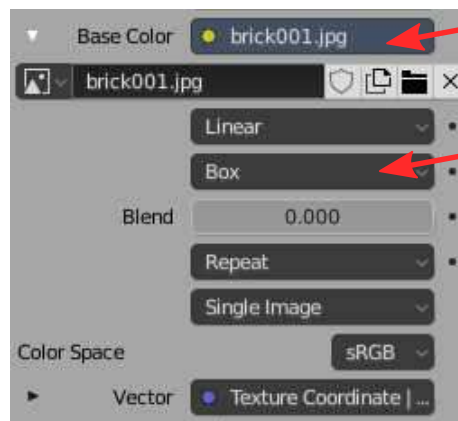 Base Color brick001.jpg
brick001.jpg
Linear
Box
Blend 0.000
Repeat
Single Image
Color Space sRGB
Vector Texture Coordinate | ...